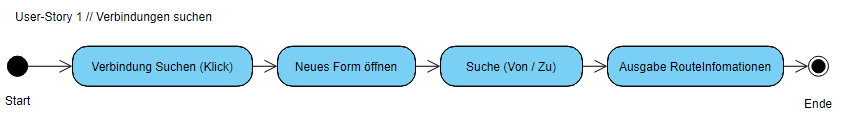 User-Story 1 // Verbindungen suchen
Verbindung Suchen (Klick)
Neues Form öffnen
Suche (Von / Zu)
Ausgabe RouteInfomationen
Start
Ende